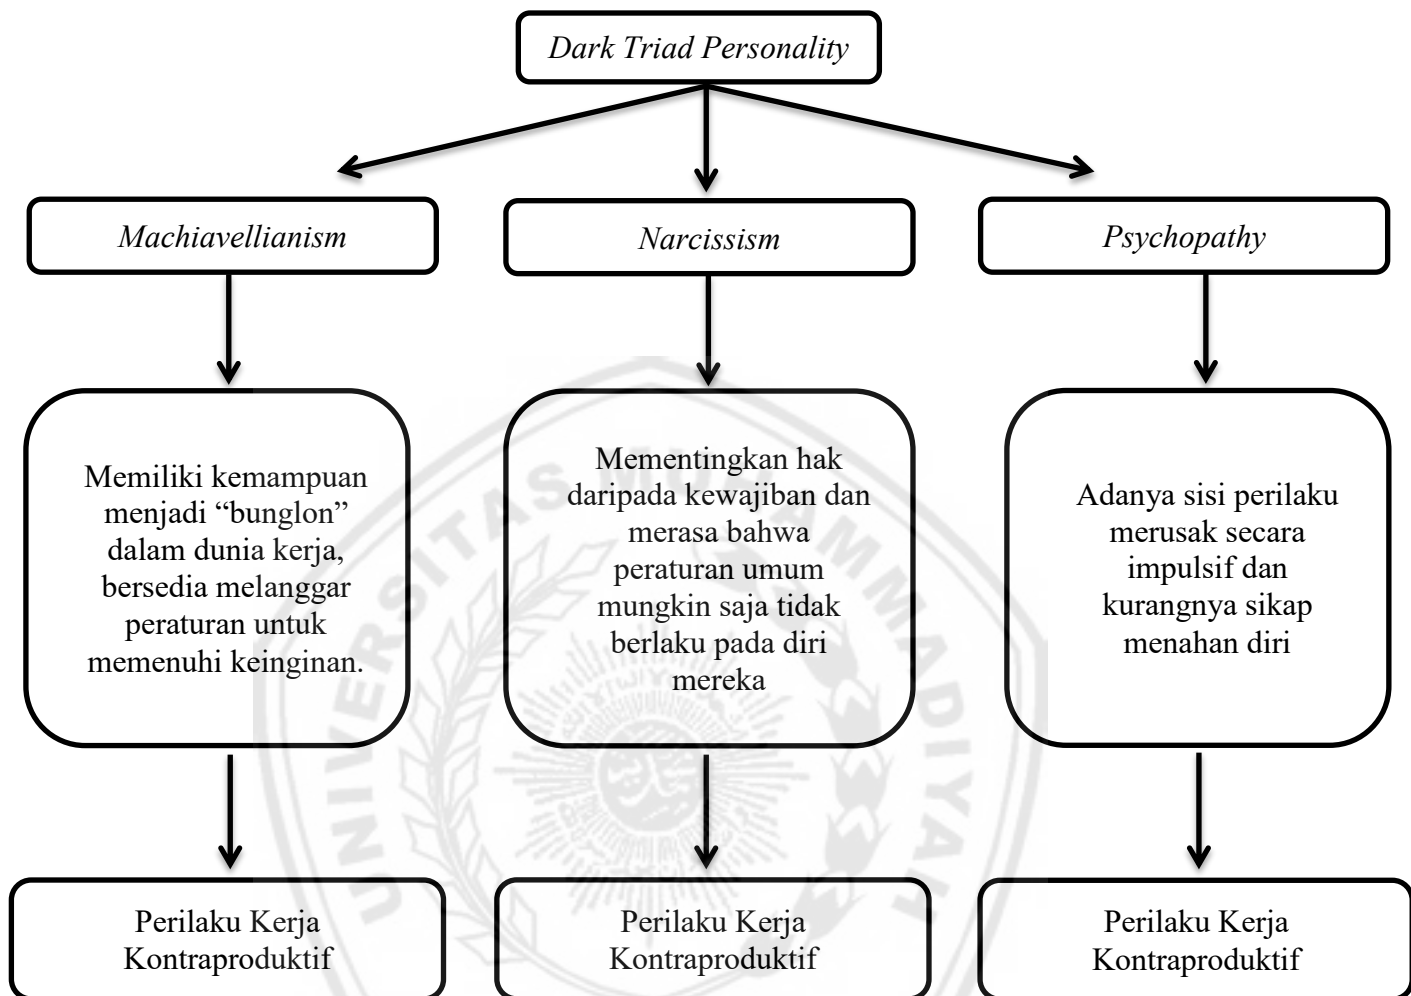 Dark Triad Personality
Machiavellianism
Narcissism
Psychopathy
Memiliki kemampuan
menjadi “bunglon”
dalam dunia kerja,
bersedia melanggar
peraturan untuk
memenuhi keinginan.
Mementingkan hak
daripada kewajiban dan
merasa bahwa
peraturan umum
mungkin saja tidak
berlaku pada diri
mereka
Adanya sisi perilaku
merusak secara
impulsif dan
kurangnya sikap
menahan diri
Perilaku Kerja
Kontraproduktif
Perilaku Kerja
Kontraproduktif
Perilaku Kerja
Kontraproduktif
UNIVERSITAS MUHAMMADIYAH